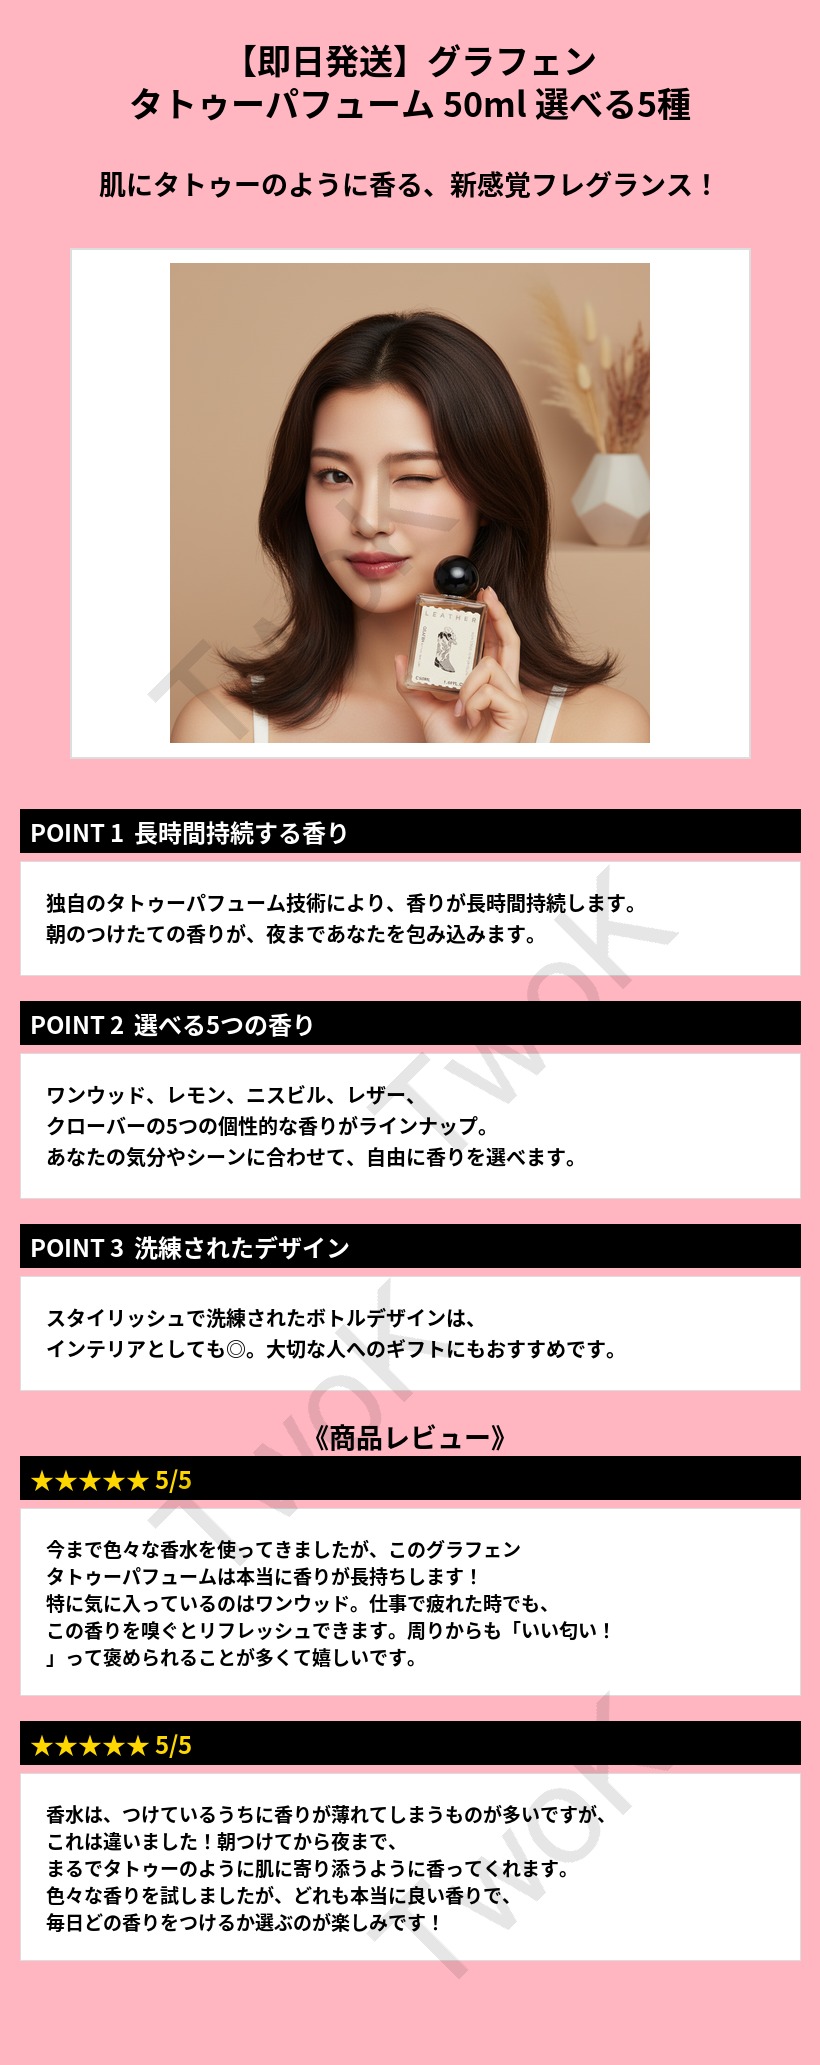 【即日発送】グラフェン
タトゥーパフューム 50ml 選べる5種
肌にタトゥーのように香る、新感覚フレグランス！
LEATHER
TwoK
POINT 1 長時間持続する香り
独自のタトゥーパフューム技術により、香りが長時間持続します。
朝のつけたての香りが、夜まであなたを包み込みます。
TwoK
POINT 2 選べる5つの香り
ワンウッド、レモン、ニスビル、レザー、
クローバーの5つの個性的な香りがラインナップ。
あなたの気分やシーンに合わせて、自由に香りを選べます。
POINT 3 洗練されたデザイン
スタイリッシュで洗練されたボトルデザインは、
インテリアとしても◎。大切な人へのギフトにもおすすめです。
TwoK
《商品レビュー》
★★★★★ 5/5
今まで色々な香水を使ってきましたが、このグラフェン
タトゥーパフュームは本当に香りが長持ちします！
特に気に入っているのはワンウッド。仕事で疲れた時でも、
この香りを嗅ぐとリフレッシュできます。周りからも「いい匂い！
」って褒められることが多くて嬉しいです。
★★★★★ 5/5
香水は、つけているうちに香りが薄れてしまうものが多いですが、
これは違いました！朝つけてから夜まで、
まるでタトゥーのように肌に寄り添うように香ってくれます。
色々な香りを試しましたが、どれも本当に良い香りで、
毎日どの香りをつけるか選ぶのが楽しみです！
TwoK